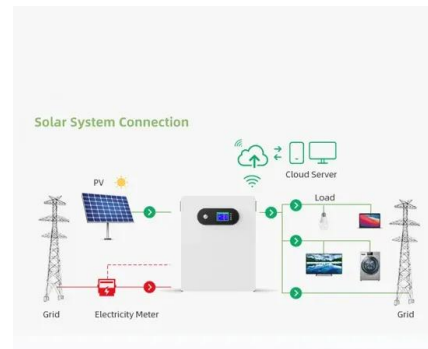 Solar System Connection
Cloud Server
PV
Load
Grid
Electricity Meter
Grid